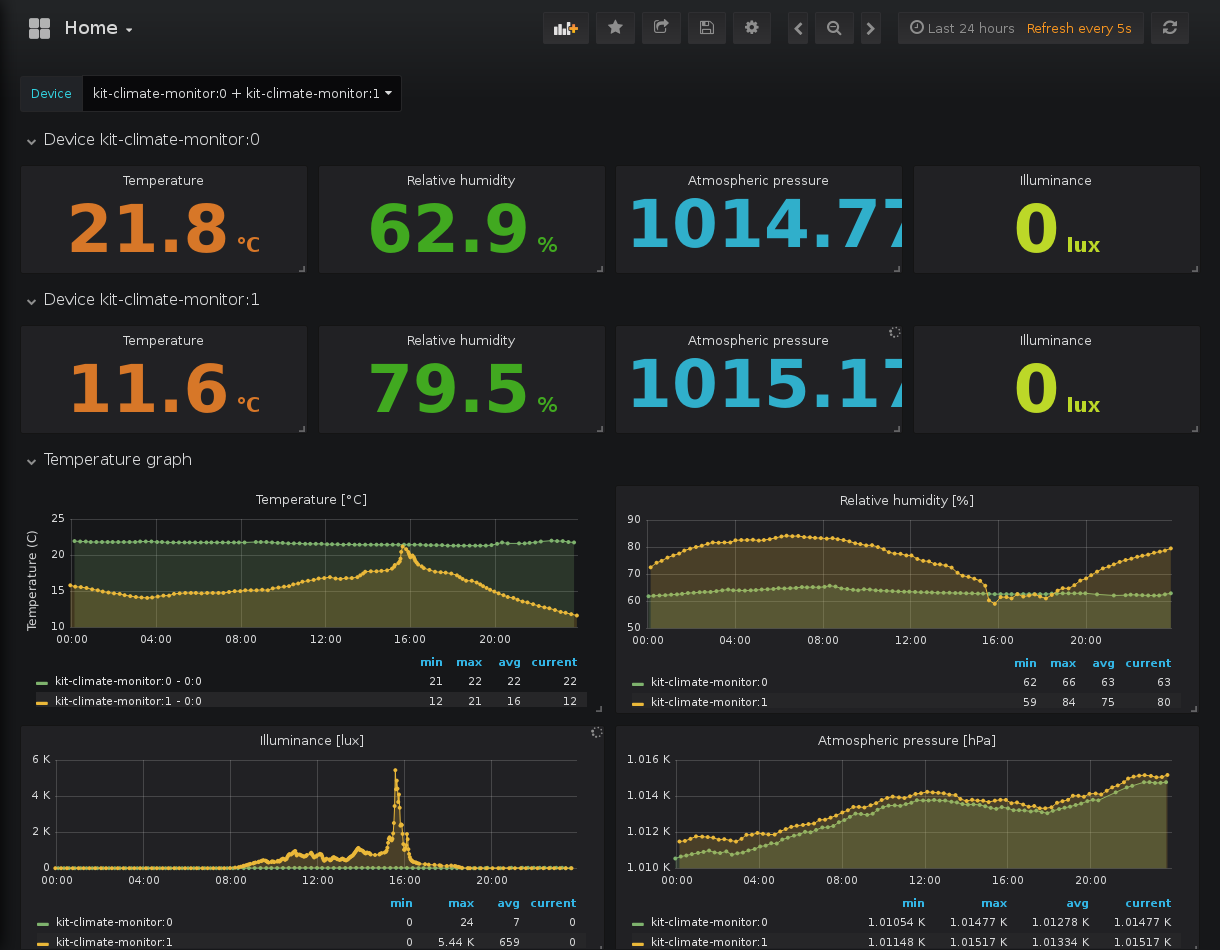 Home
Last 24 hours Refresh every 5s
Device kit-climate-monitor:0 + kit-climate-monitor:1
Device kit-climate-monitor:0
Temperature Relative humidity Atmospheric pressure Illuminance
21.8 °C 62.9 % 1014.77 0 lux
Device kit-climate-monitor:1
Temperature Relative humidity Atmospheric pressure Illuminance
11.6 °C 79.5 % 1015.17 0 lux
Temperature graph
Temperature [°C]
Temperature (C)
25
20
15
10
00:00 04:00 08:00 12:00 16:00 20:00
min max avg current
kit-climate-monitor:0 - 0:0 21 22 22 22
kit-climate-monitor:1 - 0:0 12 21 16 12
Relative humidity [%]
90
80
70
60
50
00:00 04:00 08:00 12:00 16:00 20:00
min max avg current
kit-climate-monitor:0 62 66 63 63
kit-climate-monitor:1 59 84 75 80
Illuminance [lux]
6 K
4 K
2 K
0
00:00 04:00 08:00 12:00 16:00 20:00
min max avg current
kit-climate-monitor:0 0 24 7 0
kit-climate-monitor:1 0 5.44 K 659 0
Atmospheric pressure [hPa]
1.016 K
1.014 K
1.012 K
1.010 K
00:00 04:00 08:00 12:00 16:00 20:00
min max avg current
kit-climate-monitor:0 1.01054 K 1.01477 K 1.01278 K 1.01477 K
kit-climate-monitor:1 1.01148 K 1.01517 K 1.01334 K 1.01517 K